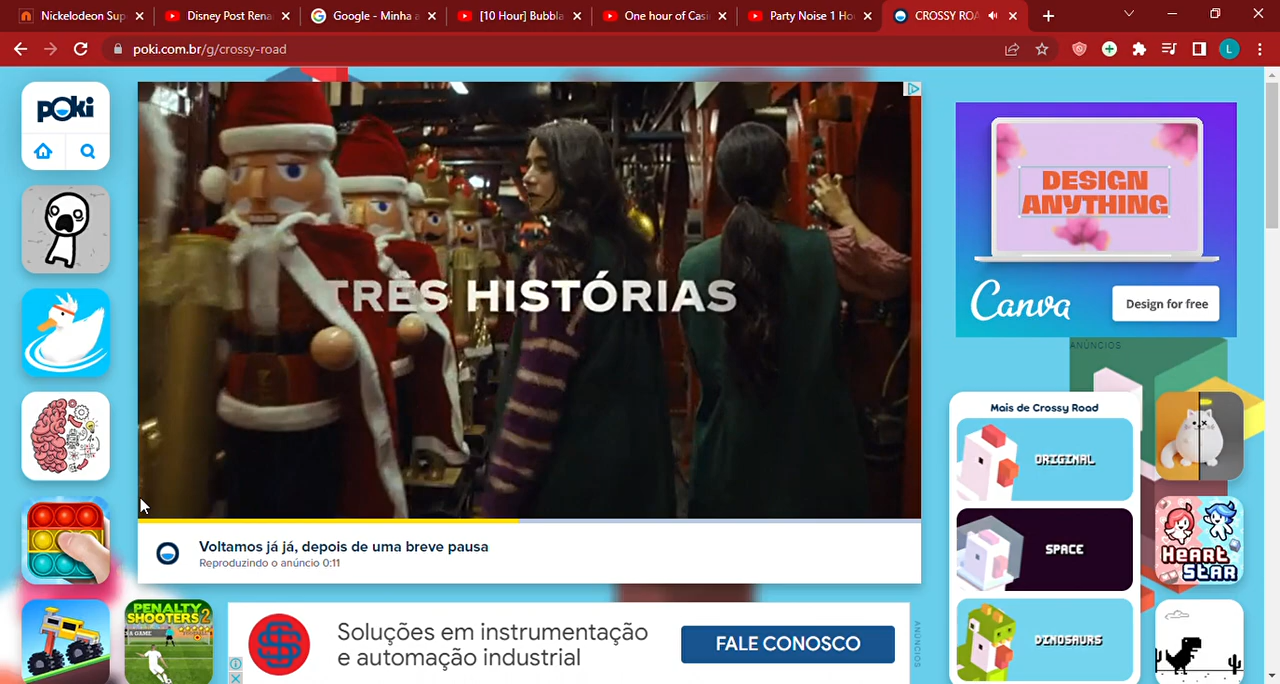 Nickelodeon Sup
Disney Post Rena
Google - Minha a
[10 Hour] Bubbla
One hour of Casi
Party Noise 1 Ho
CROSSY ROA
poki.com.br/g/crossy-road
L
poki
TRÊS HISTÓRIAS
DESIGN
ANYTHING
Canva
Design for free
ANÚNCIOS
Mais de Crossy Road
ORIGINAL
SPACE
DINOSAURS
HEART
STAR
Voltamos já já, depois de uma breve pausa
Reproduzindo o anúncio 0:11
PENALTY
SHOOTERS 2
A GAME
Soluções em instrumentação
e automação industrial
FALE CONOSCO
ANÚNCIOS